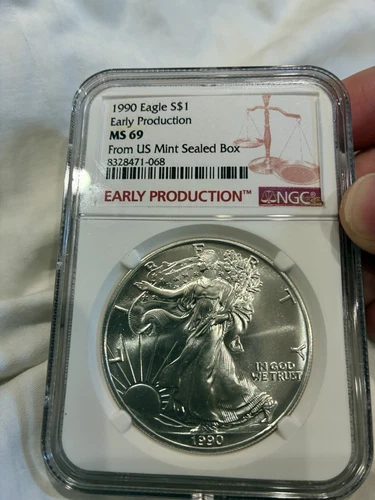 1990 Eagle S$1
Early Production
MS 69
From US Mint Sealed Box
8328471-068
EARLY PRODUCTION™ NGC
LIBERTY
IN GOD
WE TRUST
1990